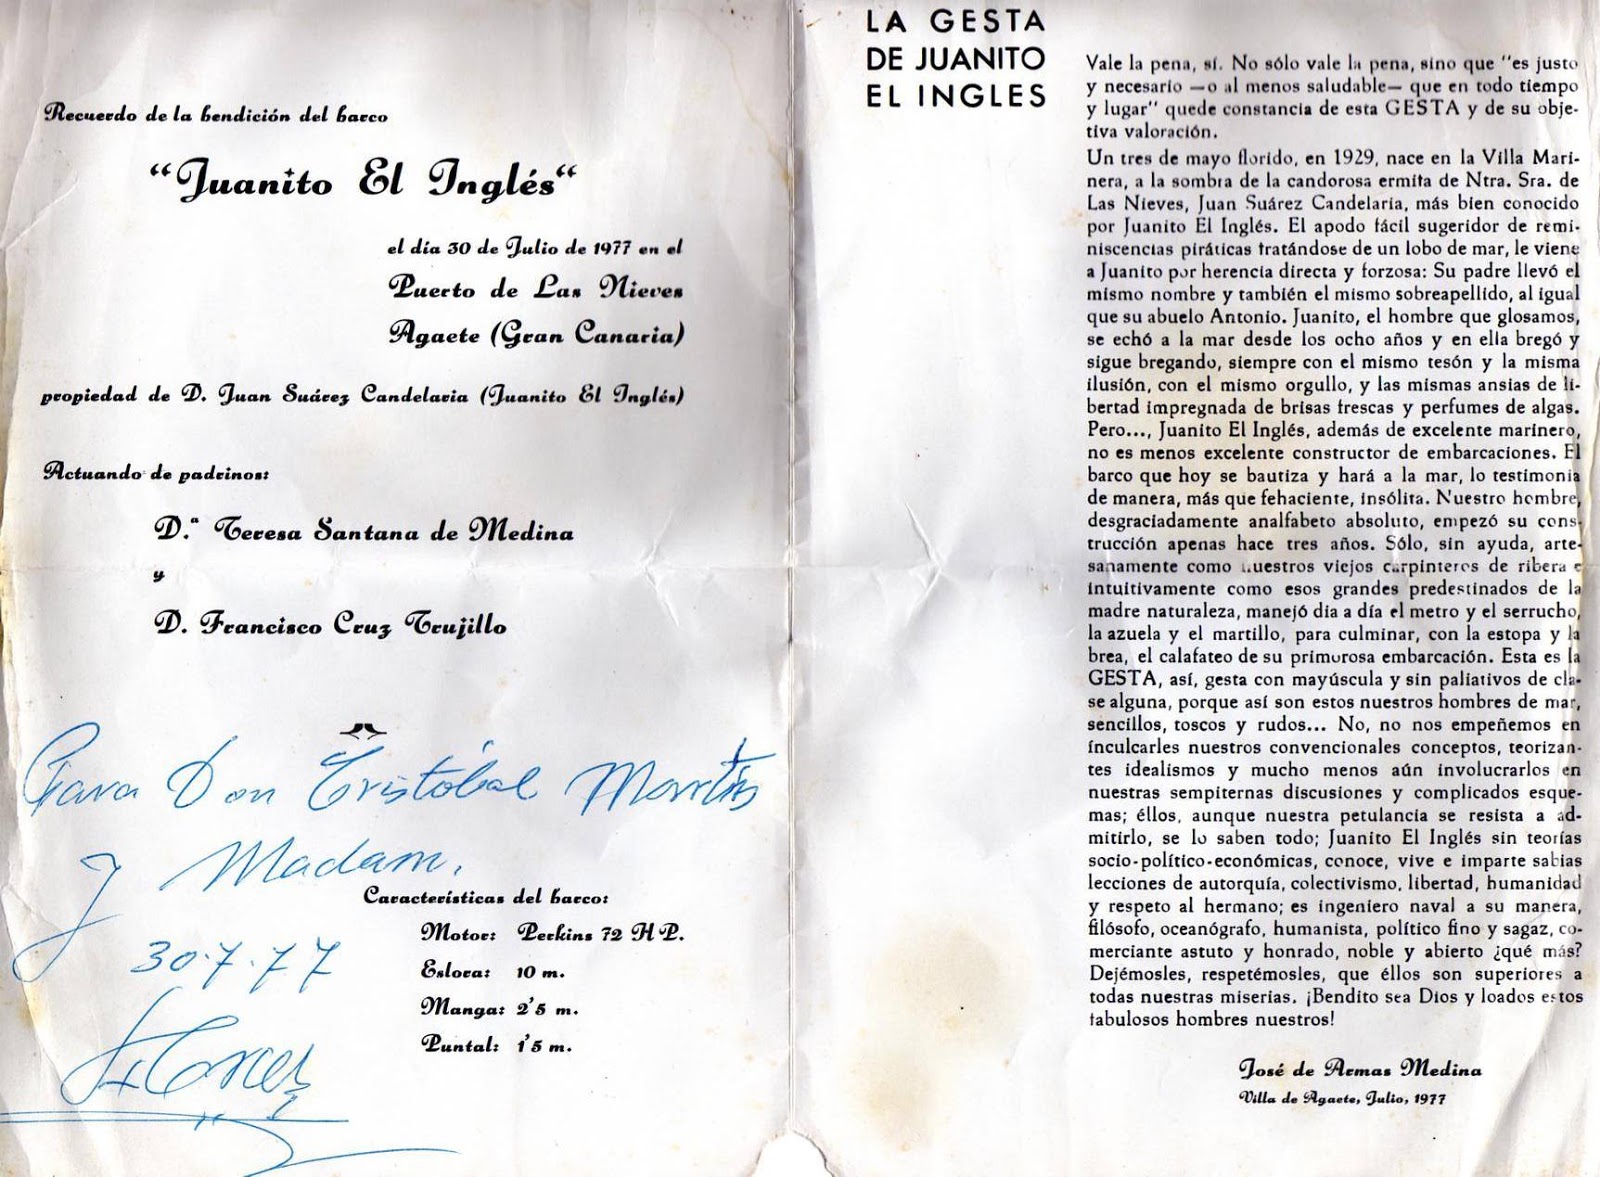 Recuerdo de la bendición del barco
“Juanito El Inglés“
el día 30 de Julio de 1977 en el
Puerto de Las Nieves
Agaete (Gran Canaria)
propiedad de D. Juan Suárez Candelaria (Juanito El Inglés)
Actuando de padrinos:
D.ª Teresa Santana de Medina
y
D. Francisco Cruz Trujillo
Para Don Cristóbal Martín
y Madam.
30.7.77
Características del barco:
Motor: Perkins 72 H P.
Eslora: 10 m.
Manga: 2'5 m.
Puntal: 1'5 m.
LA GESTA
DE JUANITO
EL INGLES
Vale la pena, sí. No sólo vale la pena, sino que "es justo
y necesario —o al menos saludable— que en todo tiempo
y lugar" quede constancia de esta GESTA y de su obje-
tiva valoración.
Un tres de mayo florido, en 1929, nace en la Villa Mari-
nera, a la sombra de la candorosa ermita de Ntra. Sra. de
Las Nieves, Juan Suárez Candelaria, más bien conocido
por Juanito El Inglés. El apodo fácil sugeridor de remi-
niscencias piráticas tratándose de un lobo de mar, le viene
a Juanito por herencia directa y forzosa: Su padre llevó el
mismo nombre y también el mismo sobreapellido, al igual
que su abuelo Antonio. Juanito, el hombre que glosamos,
se echó a la mar desde los ocho años y en ella bregó y
sigue bregando, siempre con el mismo tesón y la misma
ilusión, con el mismo orgullo, y las mismas ansias de li-
bertad impregnada de brisas frescas y perfumes de algas.
Pero..., Juanito El Inglés, además de excelente marinero,
no es menos excelente constructor de embarcaciones. El
barco que hoy se bautiza y hará a la mar, lo testimonia
de manera, más que fehaciente, insólita. Nuestro hombre,
desgraciadamente analfabeto absoluto, empezó su cons-
trucción apenas hace tres años. Sólo, sin ayuda, arte-
sanamente como nuestros viejos carpinteros de ribera e
intuitivamente como esos grandes predestinados de la
madre naturaleza, manejó día a día el metro y el serrucho,
la azuela y el martillo, para culminar, con la estopa y la
brea, el calafateo de su primorosa embarcación. Esta es la
GESTA, así, gesta con mayúscula y sin paliativos de cla-
se alguna, porque así son estos nuestros hombres de mar,
sencillos, toscos y rudos... No, no nos empeñemos en
inculcarles nuestros convencionales conceptos, teorizan-
tes idealismos y mucho menos aún involucrarlos en
nuestras sempiternas discusiones y complicados esque-
mas; éllos, aunque nuestra petulancia se resista a ad-
mitirlo, se lo saben todo; Juanito El Inglés sin teorías
socio-político-económicas, conoce, vive e imparte sabias
lecciones de autorquía, colectivismo, libertad, humanidad
y respeto al hermano; es ingeniero naval a su manera,
filósofo, oceanógrafo, humanista, político fino y sagaz, co-
merciante astuto y honrado, noble y abierto ¿qué más?
Dejémosles, respetémosles, que éllos son superiores a
todas nuestras miserias. ¡Bendito sea Dios y loados estos
fabulosos hombres nuestros!
José de Armas Medina
Villa de Agaete, Julio, 1977